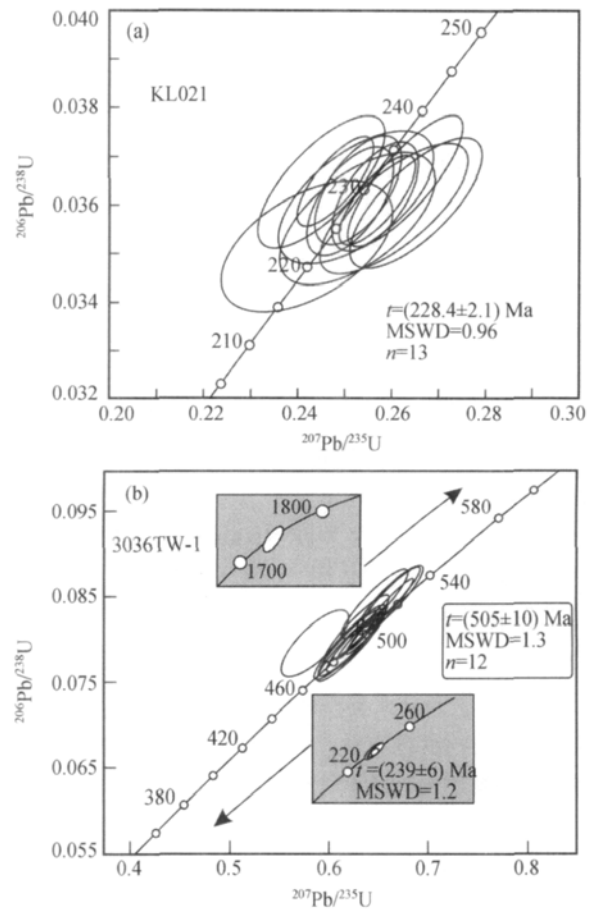 (a)
KL021
0.040
0.038
0.036
0.034
0.032
250
240
230
220
210
t=(228.4±2.1) Ma
MSWD=0.96
n=13
0.20 0.22 0.24 0.26 0.28 0.30
²⁰⁶Pb/²³⁸U
²⁰⁷Pb/²³⁵U
(b)
3036TW-1
0.095
0.085
0.075
0.065
0.055
1800
1700
580
540
500
460
420
380
t=(505±10) Ma
MSWD=1.3
n=12
260
220
t=(239±6) Ma
MSWD=1.2
0.4 0.5 0.6 0.7 0.8
²⁰⁶Pb/²³⁸U
²⁰⁷Pb/²³⁵U